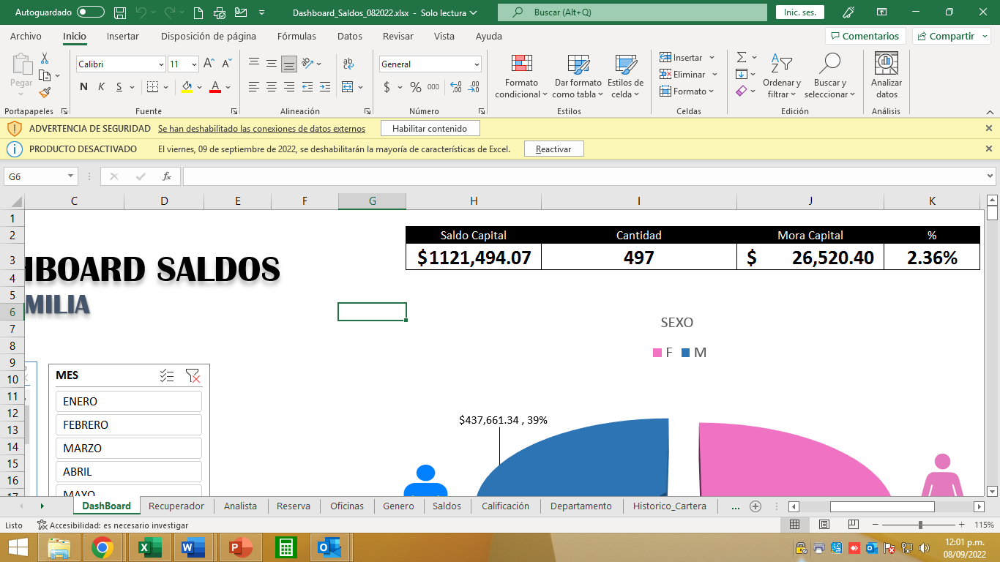 Autoguardado Dashboard_Saldos_082022.xlsx - Solo lectura Buscar (Alt+Q) Inic. ses.
Archivo Inicio Insertar Disposición de página Fórmulas Datos Revisar Vista Ayuda Comentarios Compartir
Pegar
Portapapeles
Calibri 11
N K S
Fuente
ab
Alineación
General
$ % 000
Número
Formato condicional
Dar formato como tabla
Estilos de celda
Estilos
Insertar
Eliminar
Formato
Celdas
Ordenar y filtrar
Buscar y seleccionar
Edición
Analizar datos
Análisis
ADVERTENCIA DE SEGURIDAD Se han deshabilitado las conexiones de datos externos Habilitar contenido
PRODUCTO DESACTIVADO El viernes, 09 de septiembre de 2022, se deshabilitarán la mayoría de características de Excel. Reactivar
G6 fx
C D E F G H I J K
1
2
3
4
5
6
7
8
9
10
11
12
13
14
15
16
17
Saldo Capital Cantidad Mora Capital %
$1121,494.07 497 $ 26,520.40 2.36%
HBOARD SALDOS
MILIA
SEXO
F M
MES
ENERO
FEBRERO
MARZO
ABRIL
MAYO
$437,661.34 , 39%
DashBoard Recuperador Analista Reserva Oficinas Genero Saldos Calificación Departamento Historico_Cartera ...
Listo Accesibilidad: es necesario investigar 115%
12:01 p.m.
08/09/2022